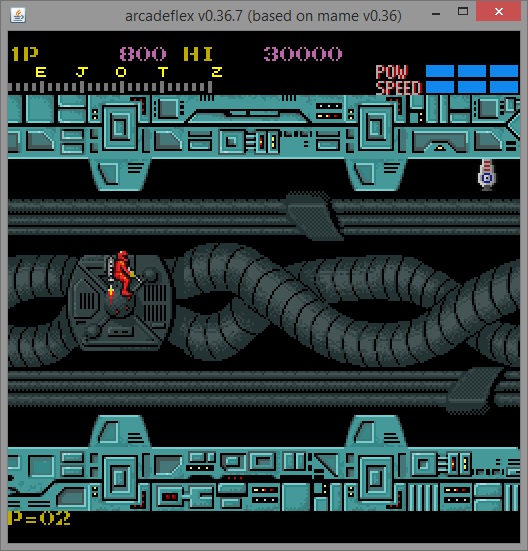 arcadeflex v0.36.7 (based on mame v0.36)
1P 800 HI 30000
E J O T Z
POW
SPEED
P=02